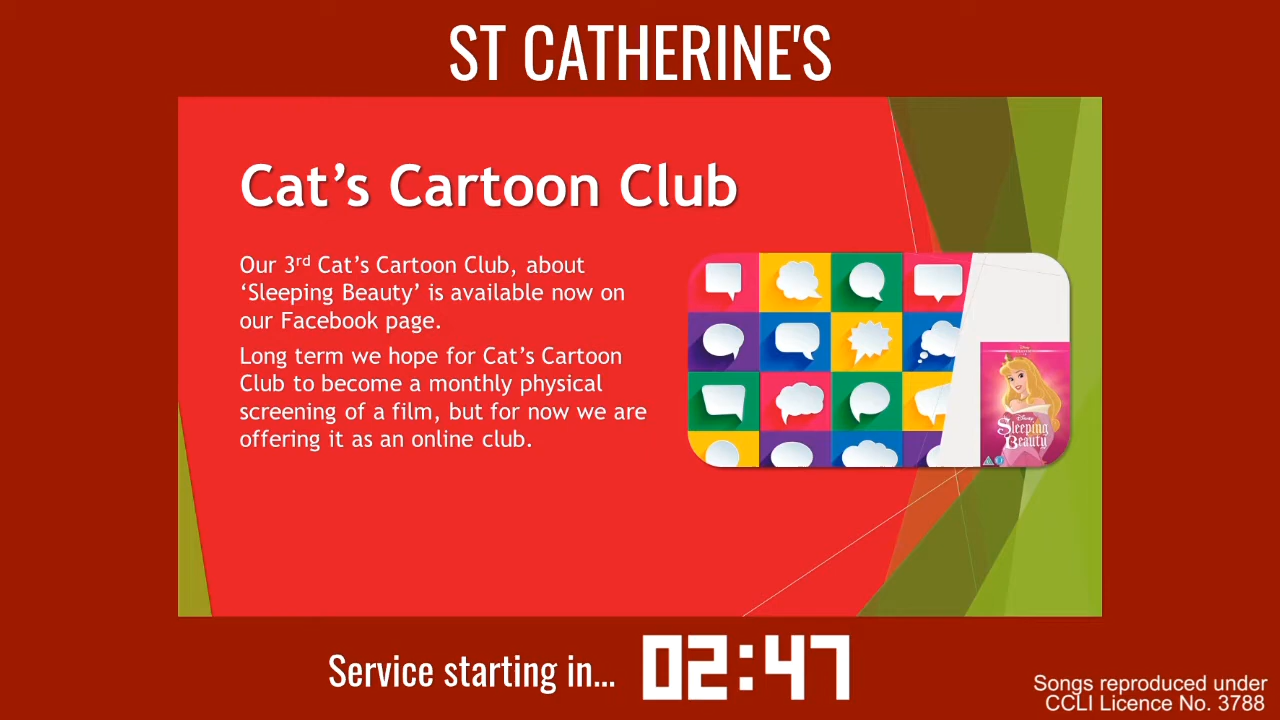 ST CATHERINE'S
Cat’s Cartoon Club
Our 3rd Cat’s Cartoon Club, about
‘Sleeping Beauty’ is available now on
our Facebook page.
Long term we hope for Cat’s Cartoon
Club to become a monthly physical
screening of a film, but for now we are
offering it as an online club.
Disney
Sleeping
Beauty
Service starting in...
02:47
Songs reproduced under
CCLI Licence No. 3788